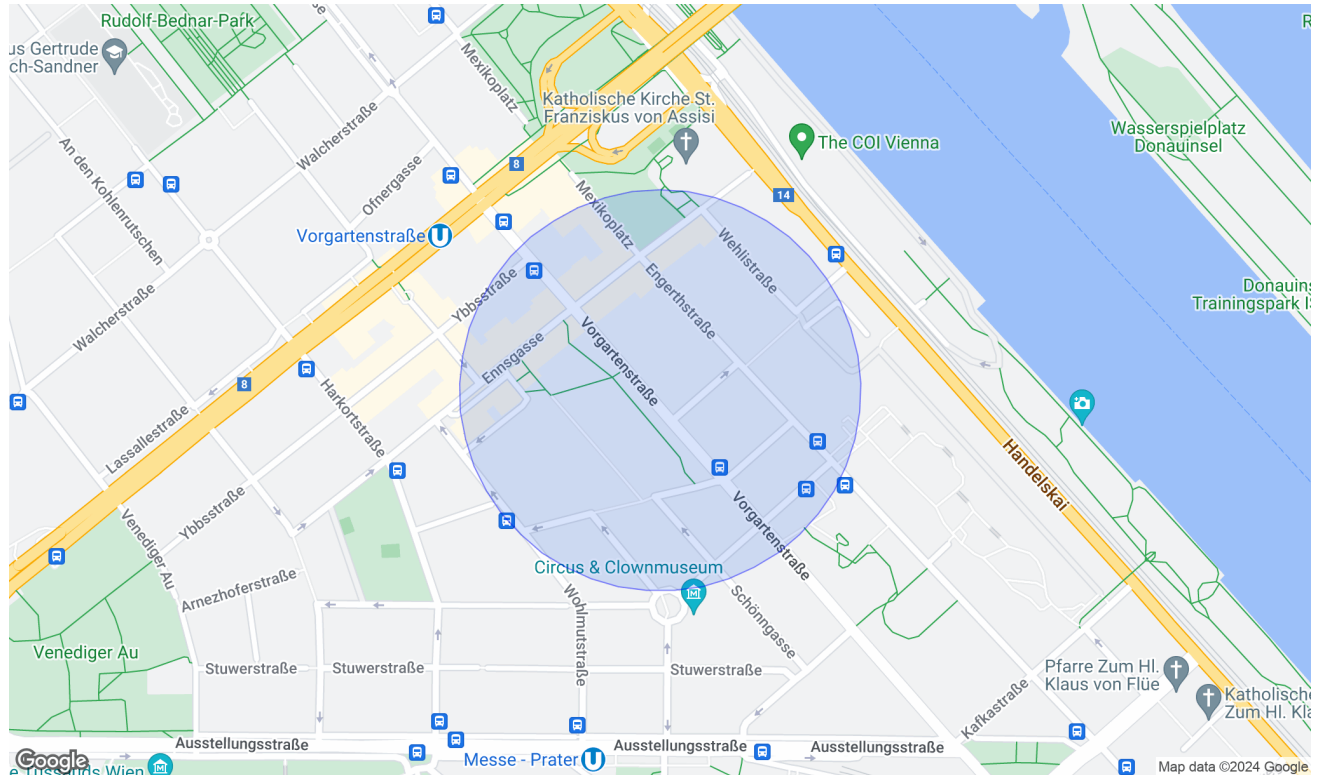 Rudolf-Bednar-Park
us Gertrude
ch-Sandner
Mexikoplatz
Katholische Kirche St.
Franziskus von Assisi
The COI Vienna
Wasserspielplatz
Donauinsel
An den Kohlenrutschen
Walcherstraße
Ofnergasse
8
14
Mexikoplatz
Vorgartenstraße
U
Wehlistraße
Engerthstraße
Ybbsstraße
Donauins
Trainingspark
Walcherstraße
Vorgartenstraße
Ennsgasse
8
Harkortstraße
Lassallestraße
Handelskai
Ybbsstraße
Vorgartenstraße
Venediger Au
Circus & Clownmuseum
M
Arnezhoferstraße
Wohlmutstraße
Schönngasse
Venediger Au
Stuwerstraße
Stuwerstraße
Stuwerstraße
Pfarre Zum Hl.
Klaus von Flüe
Kafkastraße
Katholische
Zum Hl. Kla
Ausstellungsstraße
Ausstellungsstraße
Ausstellungsstraße
Messe - Prater
U
Google
Wien
Map data ©2024 Google